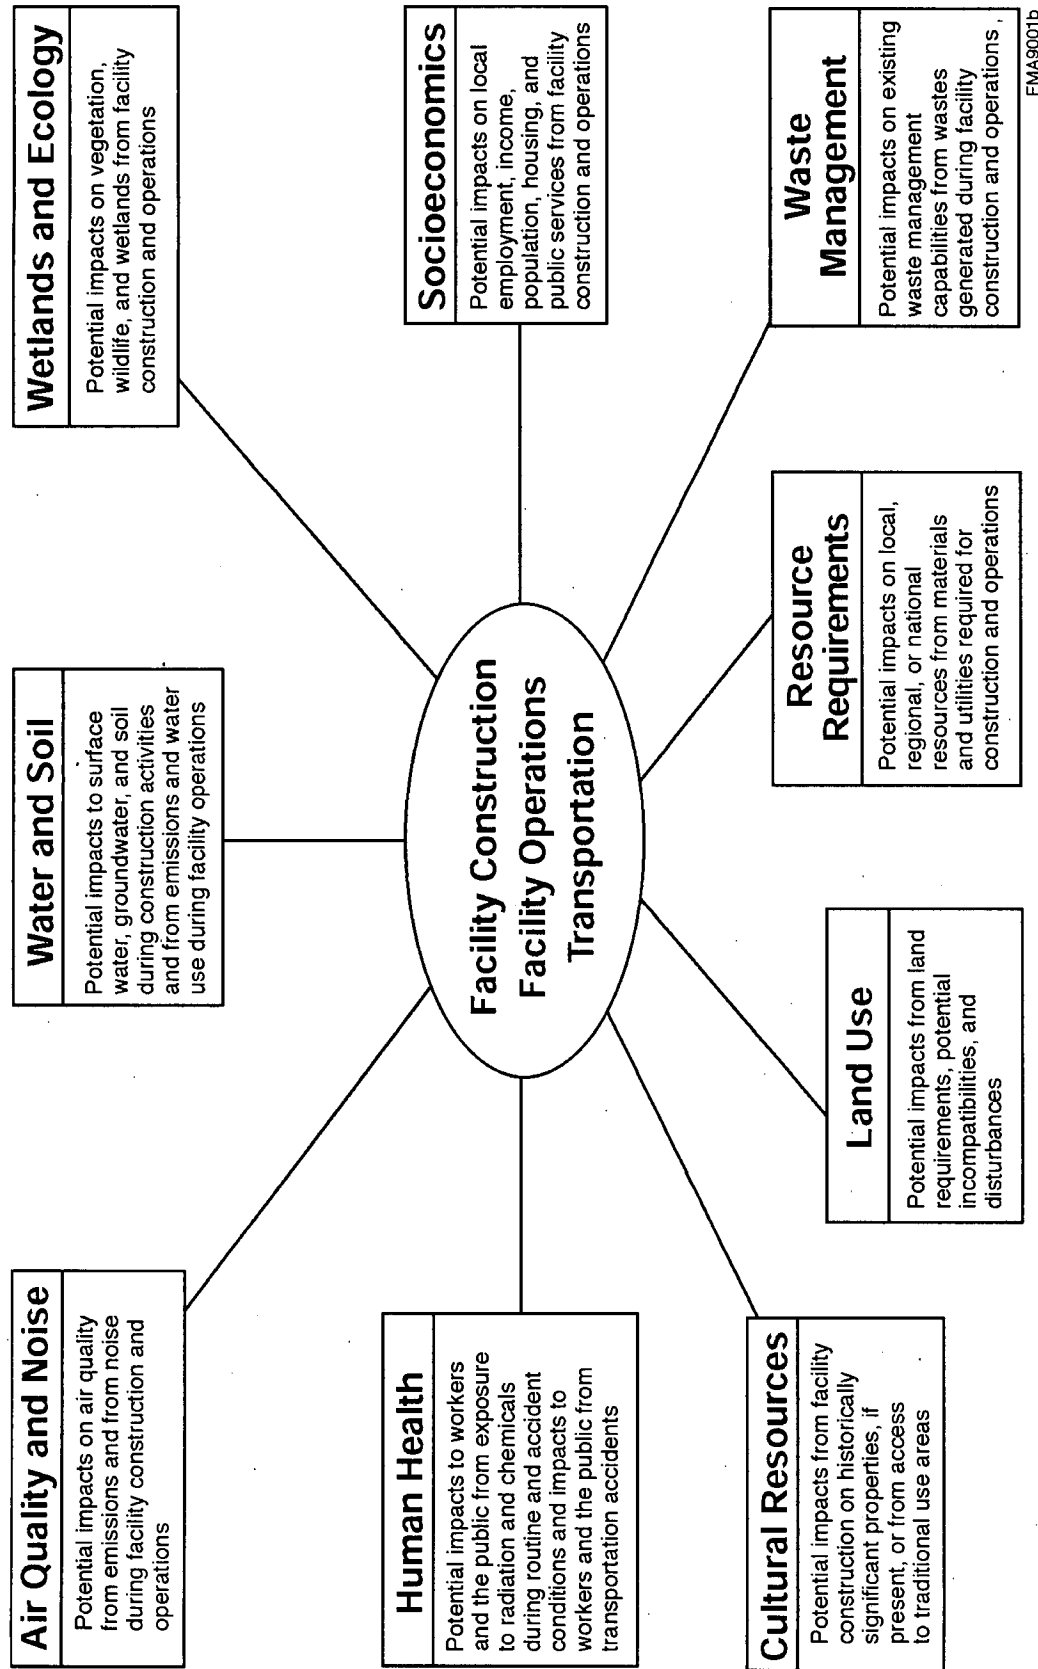 Air Quality and Noise
Potential impacts on air quality
from emissions and from noise
during facility construction and
operations
Water and Soil
Potential impacts to surface
water, groundwater, and soil
during construction activities
and from emissions and water
use during facility operations
Wetlands and Ecology
Potential impacts on vegetation,
wildlife, and wetlands from facility
construction and operations
Human Health
Potential impacts to workers
and the public from exposure
to radiation and chemicals
during routine and accident
conditions and impacts to
workers and the public from
transportation accidents
Facility Construction
Facility Operations
Transportation
Socioeconomics
Potential impacts on local
employment, income,
population, housing, and
public services from facility
construction and operations
Cultural Resources
Potential impacts from facility
construction on historically
significant properties, if
present, or from access
to traditional use areas
Land Use
Potential impacts from land
requirements, potential
incompatibilities, and
disturbances
Resource
Requirements
Potential impacts on local,
regional, or national
resources from materials
and utilities required for
construction and operations
Waste
Management
Potential impacts on existing
waste management
capabilities from wastes
generated during facility
construction and operations
FMA9001b